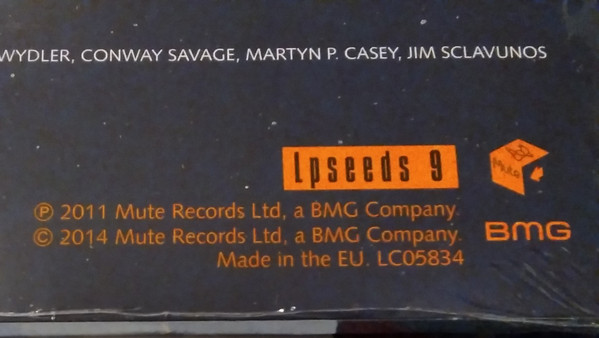 WYDLER, CONWAY SAVAGE, MARTYN P. CASEY, JIM SCLAVUNOS
Lpseeds 9
℗ 2011 Mute Records Ltd, a BMG Company.
© 2014 Mute Records Ltd, a BMG Company.
BMG
Made in the EU. LC05834